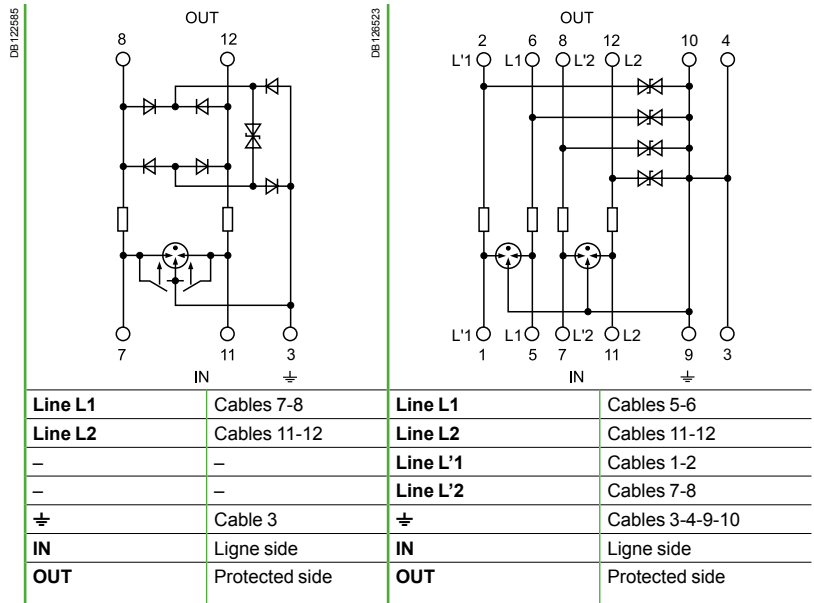 DB122585
OUT
8 12
7 11 3
IN
DB126523
OUT
2 6 8 12 10 4
L'1 L1 L'2 L2
L'1 L1 L'2 L2
1 5 7 11 9 3
IN
Line L1 Cables 7-8 Line L1 Cables 5-6
Line L2 Cables 11-12 Line L2 Cables 11-12
– – Line L’1 Cables 1-2
– – Line L’2 Cables 7-8
⏚ Cable 3 ⏚ Cables 3-4-9-10
IN Ligne side IN Ligne side
OUT Protected side OUT Protected side